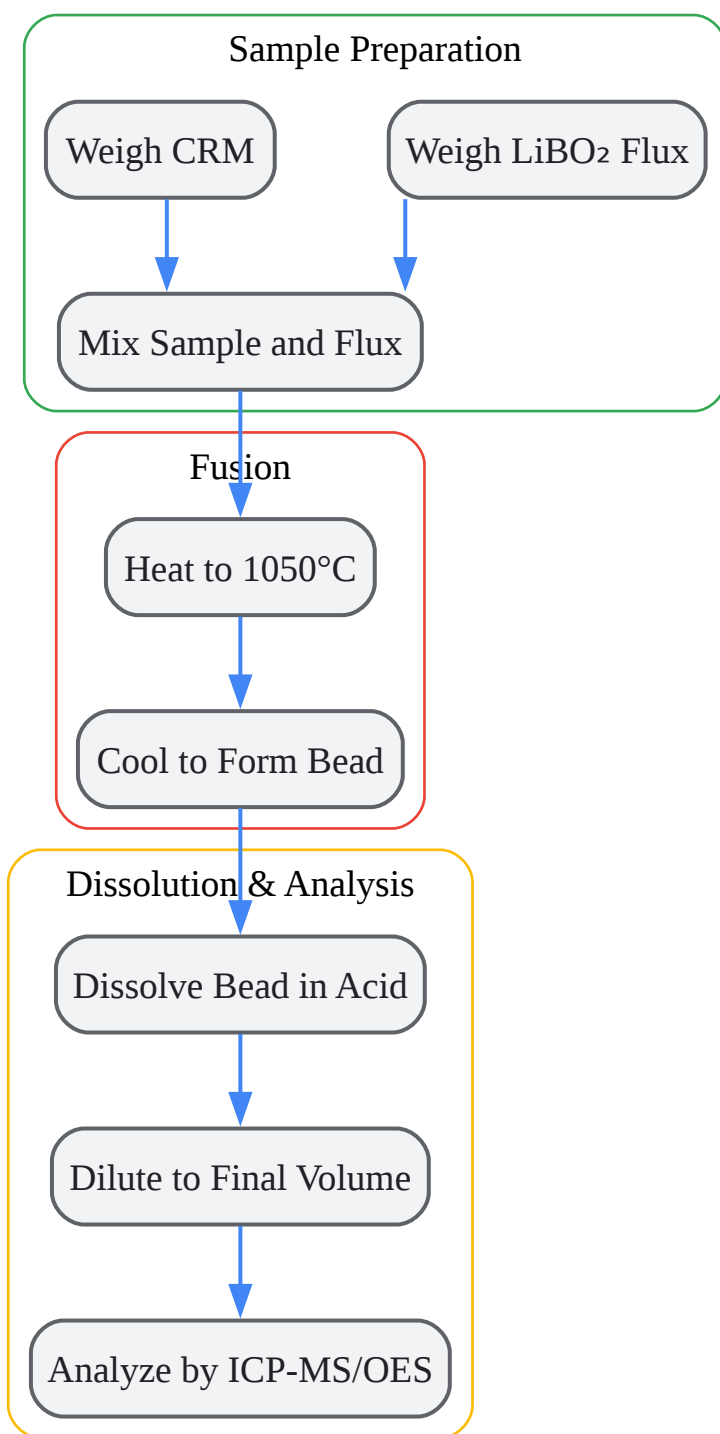 Sample Preparation
Weigh CRM
Weigh LiBO₂ Flux
Mix Sample and Flux
Fusion
Heat to 1050°C
Cool to Form Bead
Dissolution & Analysis
Dissolve Bead in Acid
Dilute to Final Volume
Analyze by ICP-MS/OES